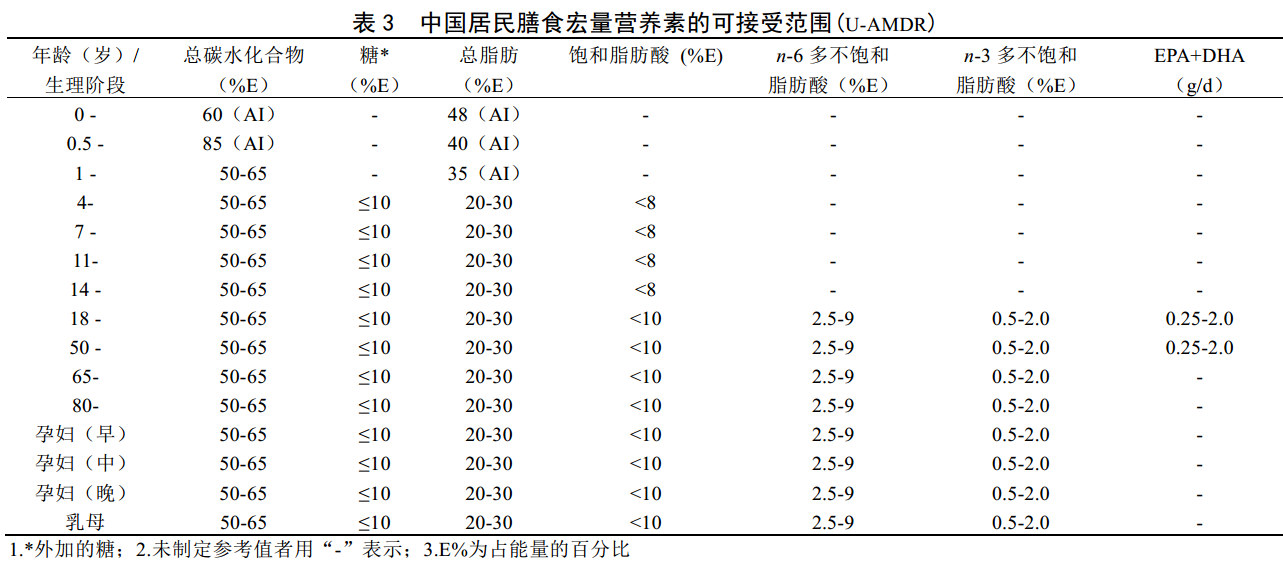 表 3 中国居民膳食宏量营养素的可接受范围(U-AMDR)
年龄（岁）/ 总碳水化合物 糖* 总脂肪 饱和脂肪酸 (%E) n-6 多不饱和 n-3 多不饱和 EPA+DHA
生理阶段 （%E） （%E） （%E） 脂肪酸（%E） 脂肪酸（%E） （g/d）
0 - 60（AI） - 48（AI） - - - -
0.5 - 85（AI） - 40（AI） - - - -
1 - 50-65 - 35（AI） - - - -
4- 50-65 ≤10 20-30 <8 - - -
7 - 50-65 ≤10 20-30 <8 - - -
11- 50-65 ≤10 20-30 <8 - - -
14 - 50-65 ≤10 20-30 <8 - - -
18 - 50-65 ≤10 20-30 <10 2.5-9 0.5-2.0 0.25-2.0
50 - 50-65 ≤10 20-30 <10 2.5-9 0.5-2.0 0.25-2.0
65- 50-65 ≤10 20-30 <10 2.5-9 0.5-2.0 -
80- 50-65 ≤10 20-30 <10 2.5-9 0.5-2.0 -
孕妇（早） 50-65 ≤10 20-30 <10 2.5-9 0.5-2.0 -
孕妇（中） 50-65 ≤10 20-30 <10 2.5-9 0.5-2.0 -
孕妇（晚） 50-65 ≤10 20-30 <10 2.5-9 0.5-2.0 -
乳母 50-65 ≤10 20-30 <10 2.5-9 0.5-2.0 -
1.*外加的糖；2.未制定参考值者用“-”表示；3.E%为占能量的百分比